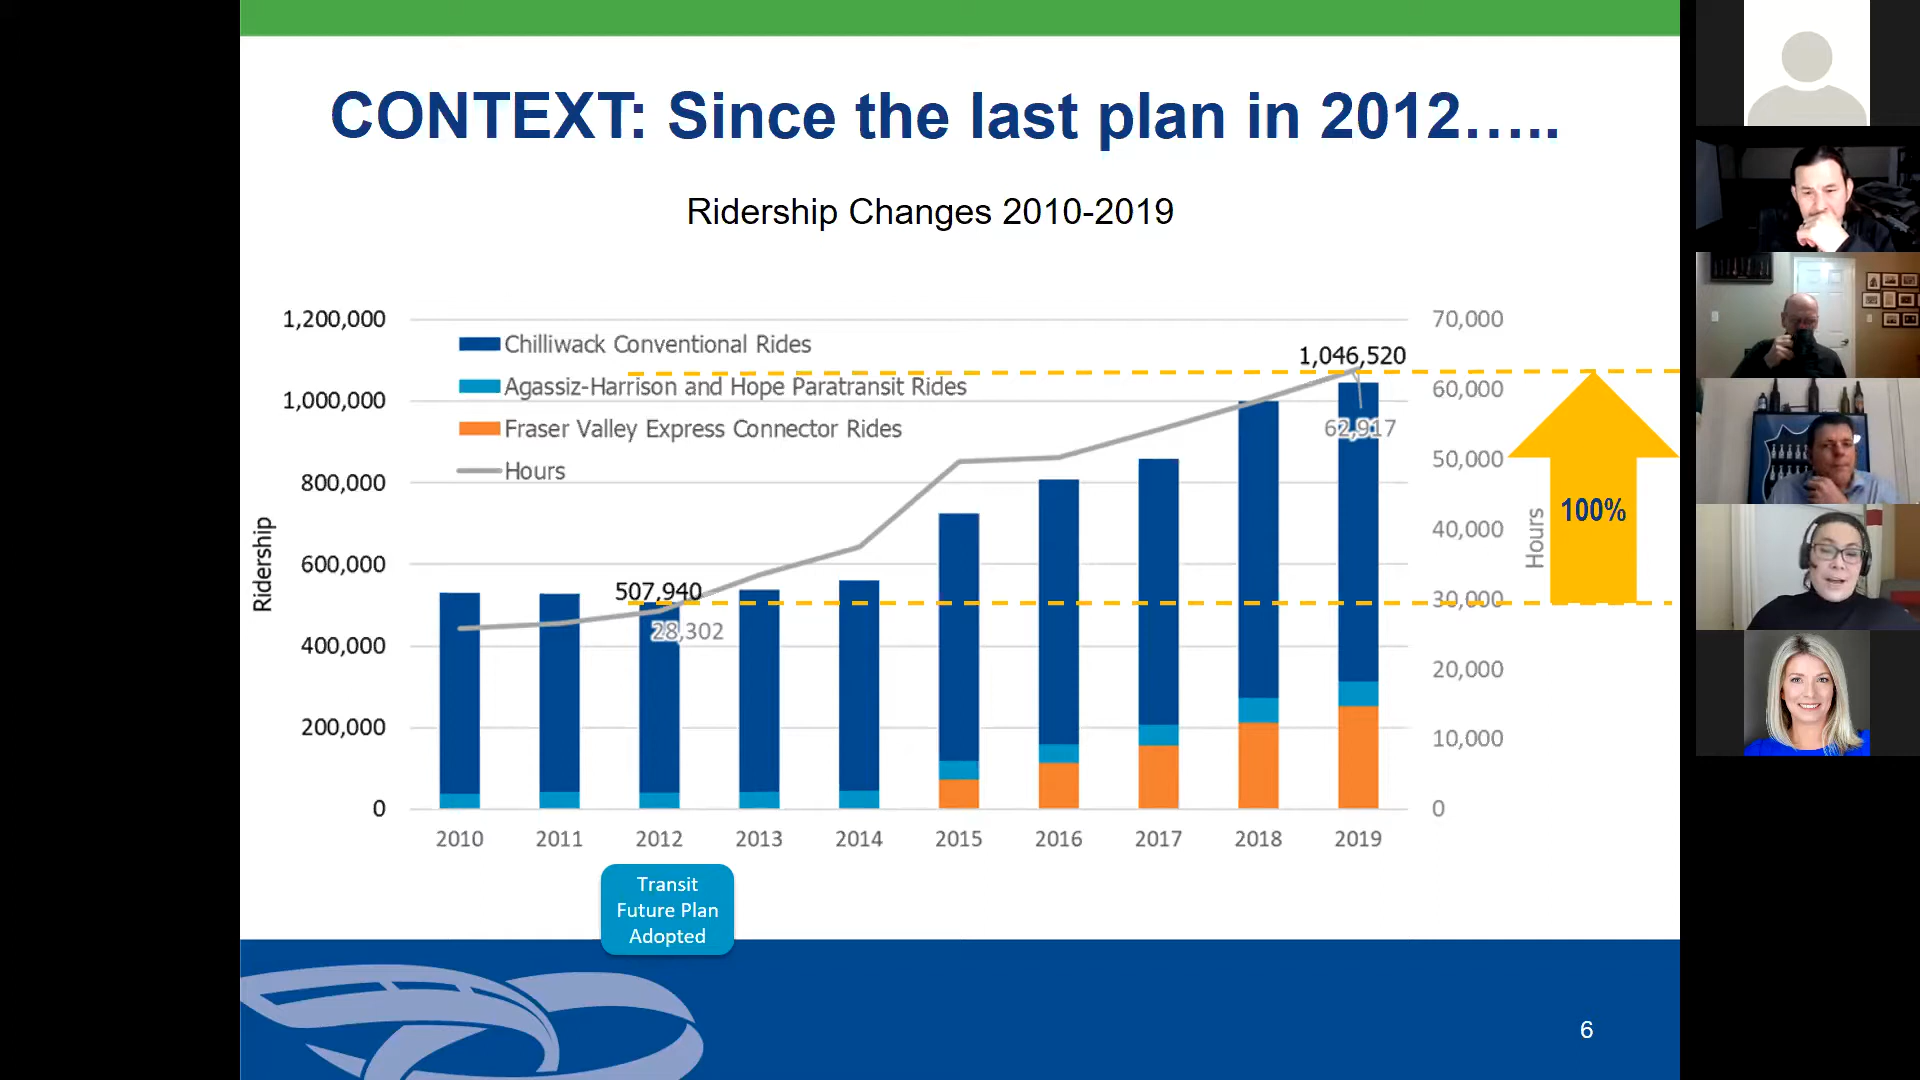 CONTEXT: Since the last plan in 2012.....
Ridership Changes 2010-2019
1,200,000
1,000,000
800,000
600,000
400,000
200,000
0
Ridership
Chilliwack Conventional Rides
Agassiz-Harrison and Hope Paratransit Rides
Fraser Valley Express Connector Rides
Hours
507,940
28,302
1,046,520
62,917
70,000
60,000
50,000
40,000
30,000
20,000
10,000
0
Hours
100%
2010 2011 2012 2013 2014 2015 2016 2017 2018 2019
Transit
Future Plan
Adopted
6